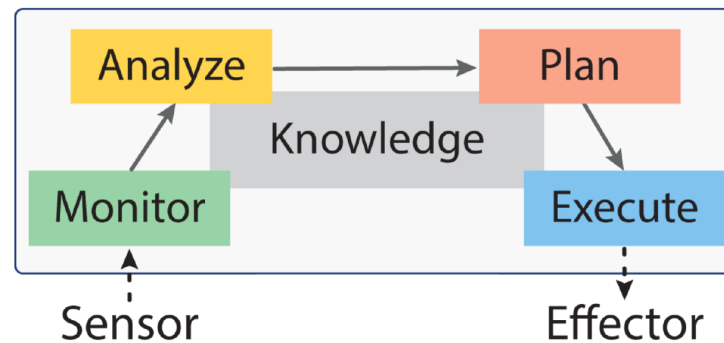 Analyze
Plan
Knowledge
Monitor
Execute
Sensor
Effector